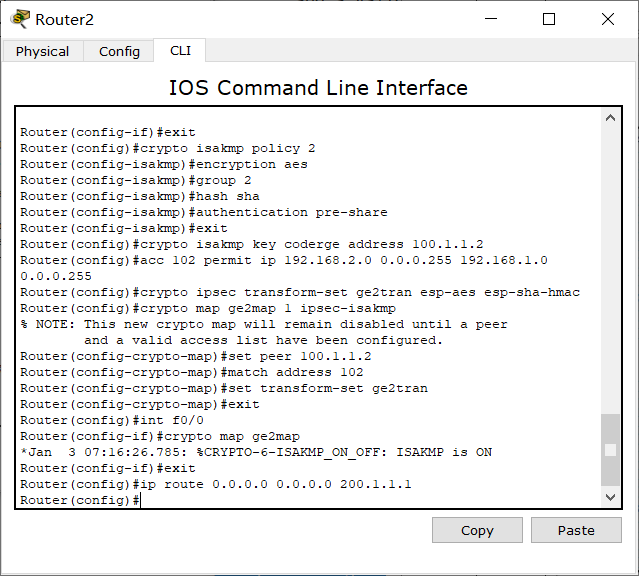 Router2
Physical Config CLI
IOS Command Line Interface
Router(config-if)#exit
Router(config)#crypto isakmp policy 2
Router(config-isakmp)#encryption aes
Router(config-isakmp)#group 2
Router(config-isakmp)#hash sha
Router(config-isakmp)#authentication pre-share
Router(config-isakmp)#exit
Router(config)#crypto isakmp key coderge address 100.1.1.2
Router(config)#acc 102 permit ip 192.168.2.0 0.0.0.255 192.168.1.0
0.0.0.255
Router(config)#crypto ipsec transform-set ge2tran esp-aes esp-sha-hmac
Router(config)#crypto map ge2map 1 ipsec-isakmp
% NOTE: This new crypto map will remain disabled until a peer
and a valid access list have been configured.
Router(config-crypto-map)#set peer 100.1.1.2
Router(config-crypto-map)#match address 102
Router(config-crypto-map)#set transform-set ge2tran
Router(config-crypto-map)#exit
Router(config)#int f0/0
Router(config-if)#crypto map ge2map
*Jan  3 07:16:26.785: %CRYPTO-6-ISAKMP_ON_OFF: ISAKMP is ON
Router(config-if)#exit
Router(config)#ip route 0.0.0.0 0.0.0.0 200.1.1.1
Router(config)#
Copy Paste